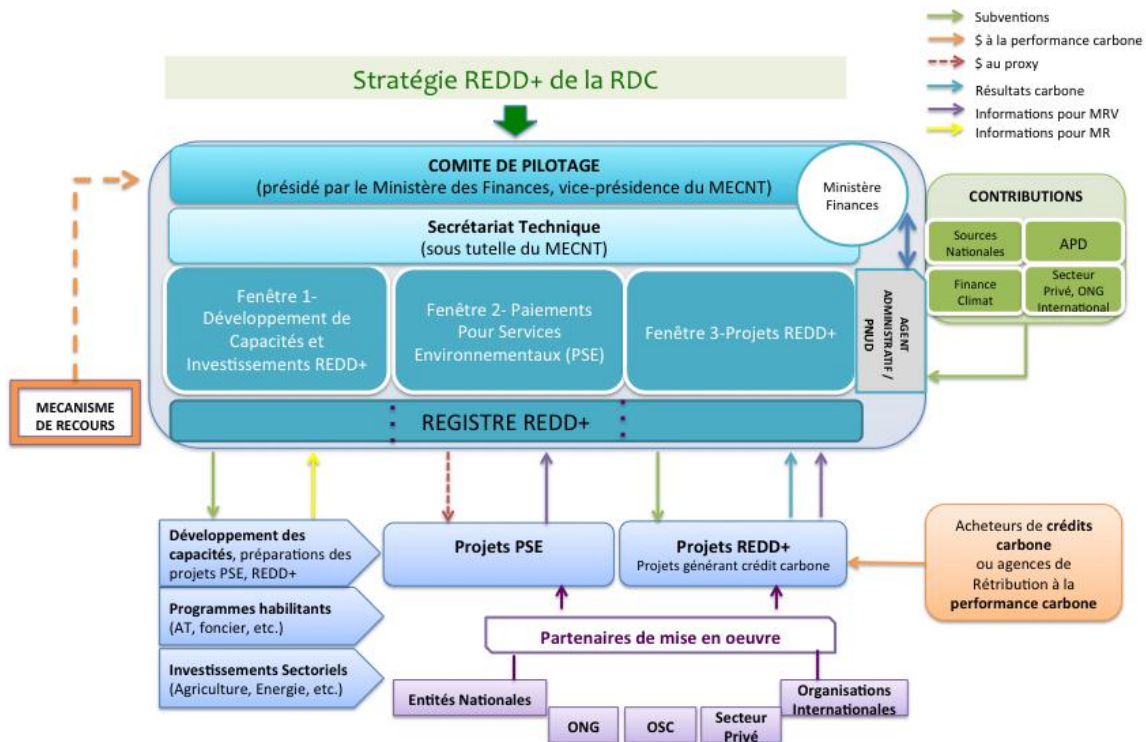 Subventions
$ à la performance carbone
$ au proxy
Résultats carbone
Informations pour MRV
Informations pour MR
Stratégie REDD+ de la RDC
COMITE DE PILOTAGE
(présidé par le Ministère des Finances, vice-présidence du MECNT)
Ministère
Finances
Secrétariat Technique
(sous tutelle du MECNT)
CONTRIBUTIONS
Sources
Nationales
APD
Finance
Climat
Secteur
Privé, ONG
International
Fenêtre 1-
Développement de
Capacités et
Investissements REDD+
Fenêtre 2- Paiements
Pour Services
Environnementaux (PSE)
Fenêtre 3-Projets REDD+
AGENT
ADMINISTRATIF /
PNUD
MECANISME
DE RECOURS
REGISTRE REDD+
Développement des
capacités, préparations des
projets PSE, REDD+
Projets PSE
Projets REDD+
Projets générant crédit carbone
Acheteurs de crédits
carbone
ou agences de
Rétribution à la
performance carbone
Programmes habilitants
(AT, foncier, etc.)
Partenaires de mise en oeuvre
Investissements Sectoriels
(Agriculture, Energie, etc.)
Entités Nationales
ONG
OSC
Secteur
Privé
Organisations
Internationales